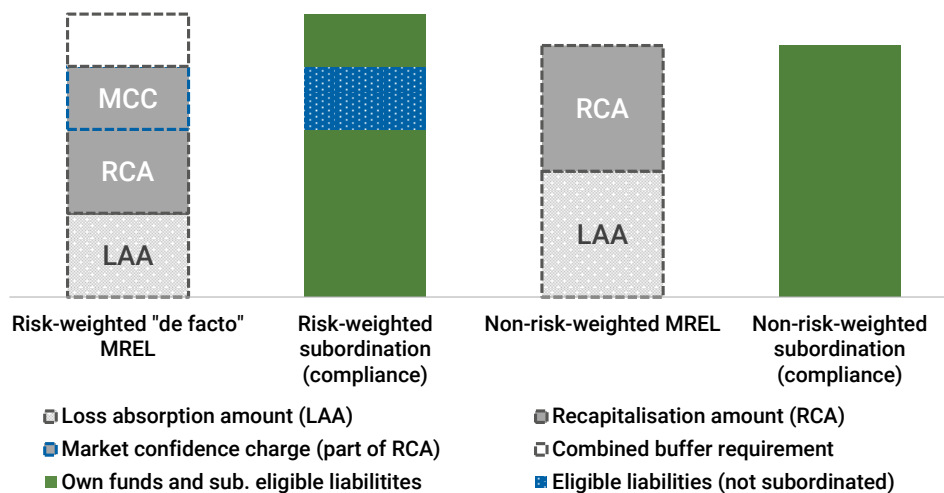 MCC
RCA
LAA
RCA
LAA
Risk-weighted "de facto"
MREL
Risk-weighted
subordination
(compliance)
Non-risk-weighted MREL
Non-risk-weighted
subordination
(compliance)
Loss absorption amount (LAA)
Recapitalisation amount (RCA)
Market confidence charge (part of RCA)
Combined buffer requirement
Own funds and sub. eligible liabilitites
Eligible liabilities (not subordinated)